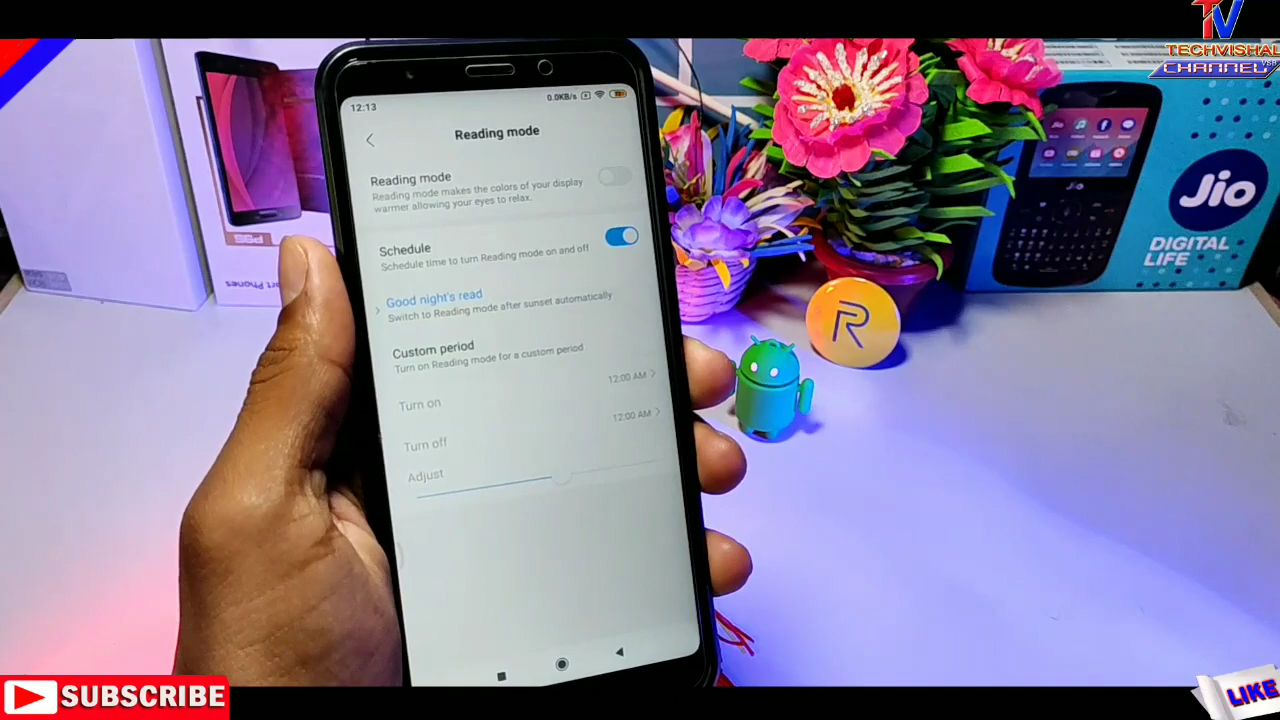 TV
TECHVISHAL
VSB
CHANNEL
12:13
0.0KB/s
Reading mode
Reading mode
Reading mode makes the colors of your display
warmer allowing your eyes to relax.
Schedule
Schedule time to turn Reading mode on and off
Good night's read
Switch to Reading mode after sunset automatically
Custom period
Turn on Reading mode for a custom period
Turn on
12:00 AM
Turn off
12:00 AM
Adjust
Jio
Jio
DIGITAL
LIFE
R
SUBSCRIBE
LIKE